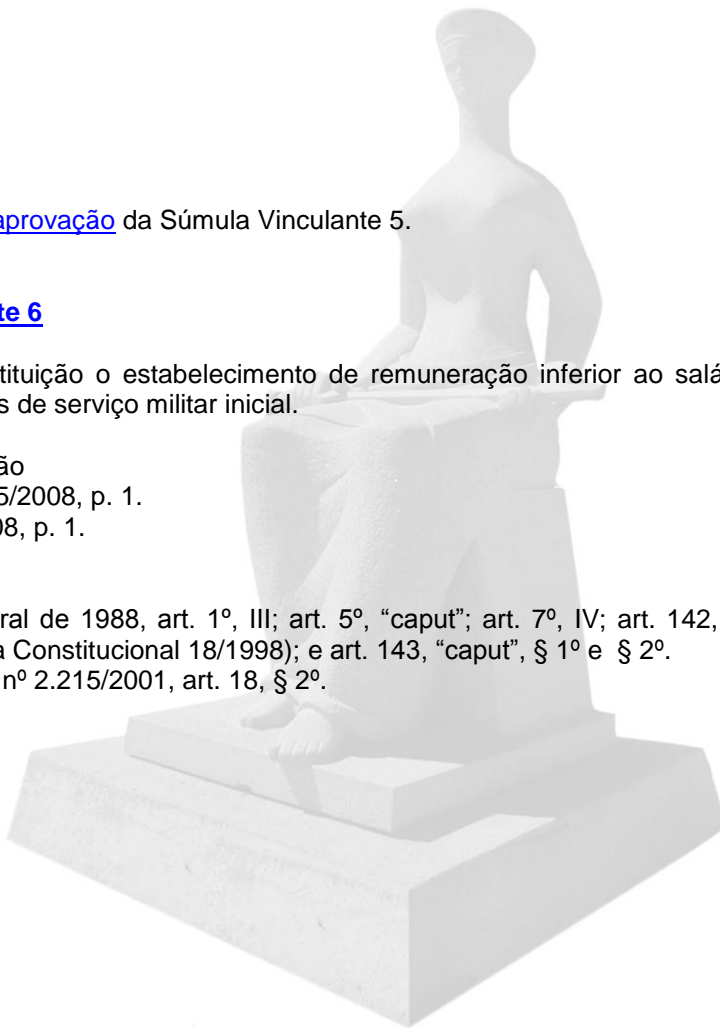 aprovação da Súmula Vinculante 5.
te 6
tituição o estabelecimento de remuneração inferior ao salá
s de serviço militar inicial.
ão
5/2008, p. 1.
08, p. 1.
ral de 1988, art. 1º, III; art. 5º, “caput”; art. 7º, IV; art. 142,
a Constitucional 18/1998); e art. 143, “caput”, § 1º e § 2º.
nº 2.215/2001, art. 18, § 2º.